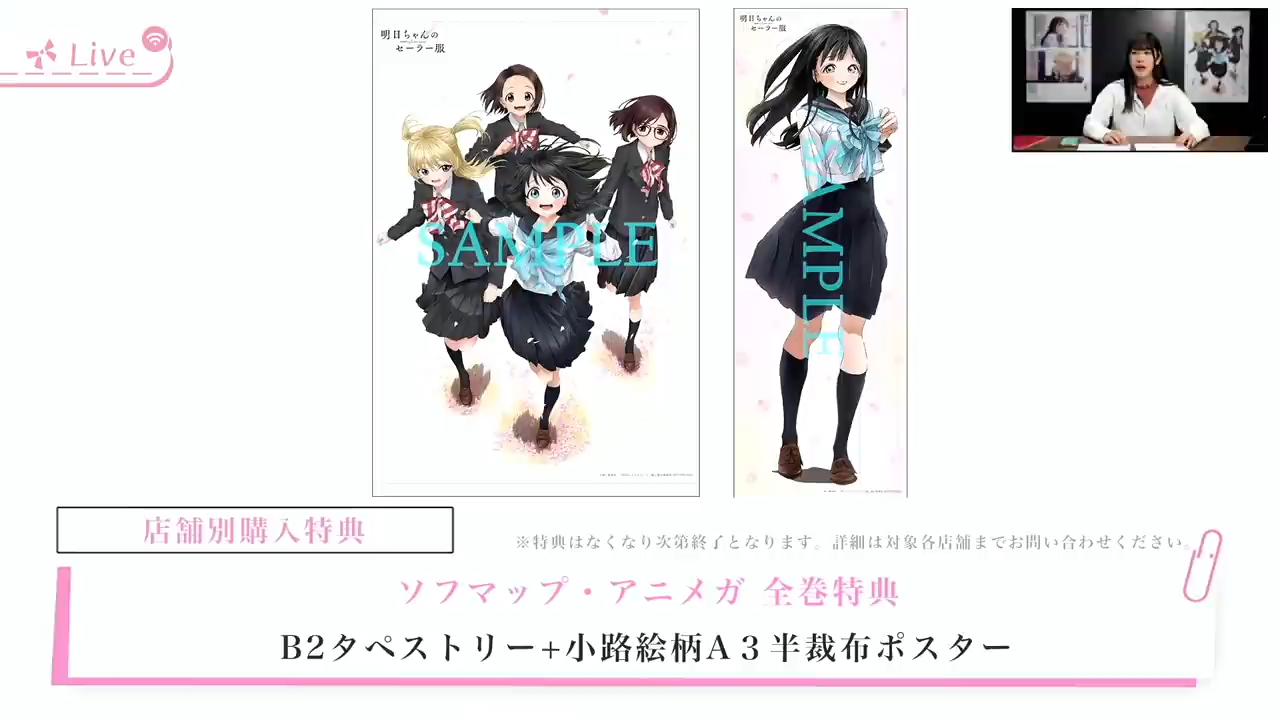 Live
明日ちゃんの
セーラー服
SAMPLE
明日ちゃんの
セーラー服
SAMPLE
店舗別購入特典
※特典はなくなり次第終了となります。詳細は対象各店舗までお問い合わせください。
ソフマップ・アニメガ 全巻特典
B2タペストリー+小路絵柄A3半裁布ポスター